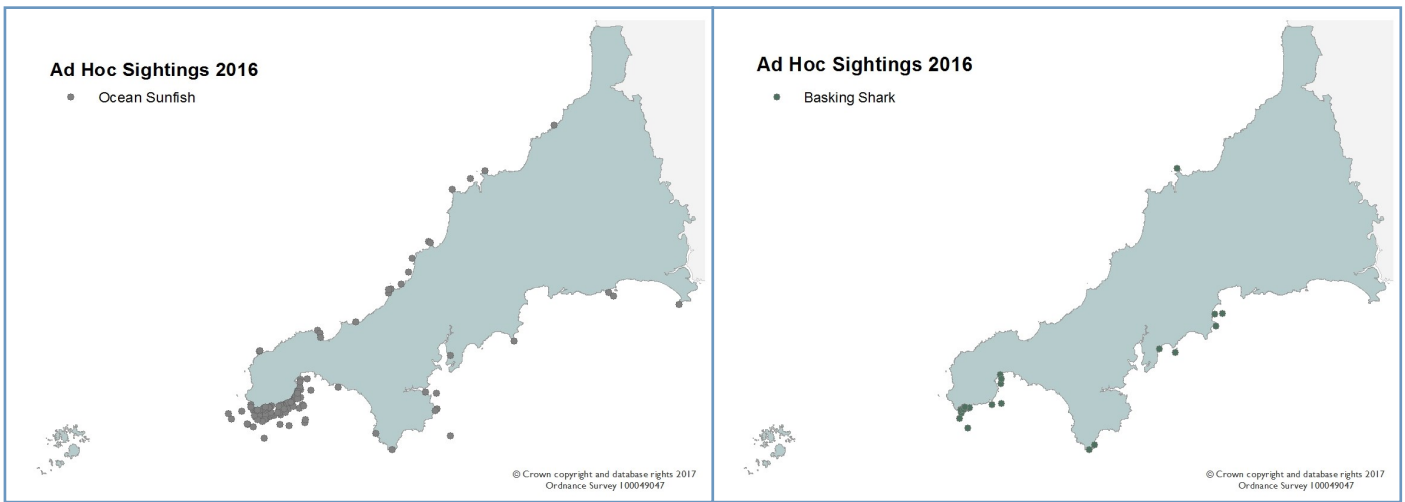 Ad Hoc Sightings 2016
Ocean Sunfish
© Crown copyright and database rights 2017
Ordnance Survey 100049047
Ad Hoc Sightings 2016
Basking Shark
© Crown copyright and database rights 2017
Ordnance Survey 100049047